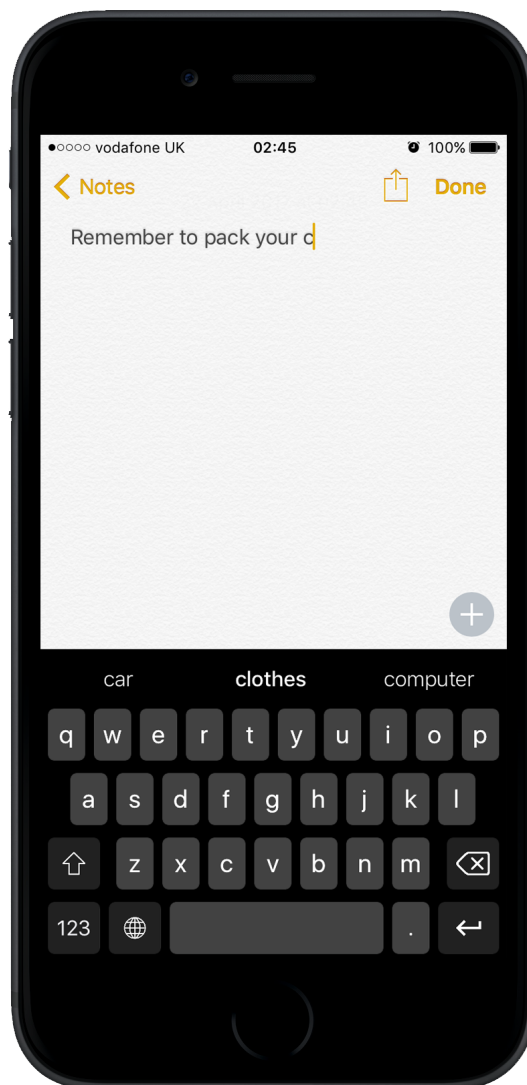 vodafone UK 02:45 100%
Notes Done
Remember to pack your c
car clothes computer
q w e r t y u i o p
a s d f g h j k l
z x c v b n m
123 .